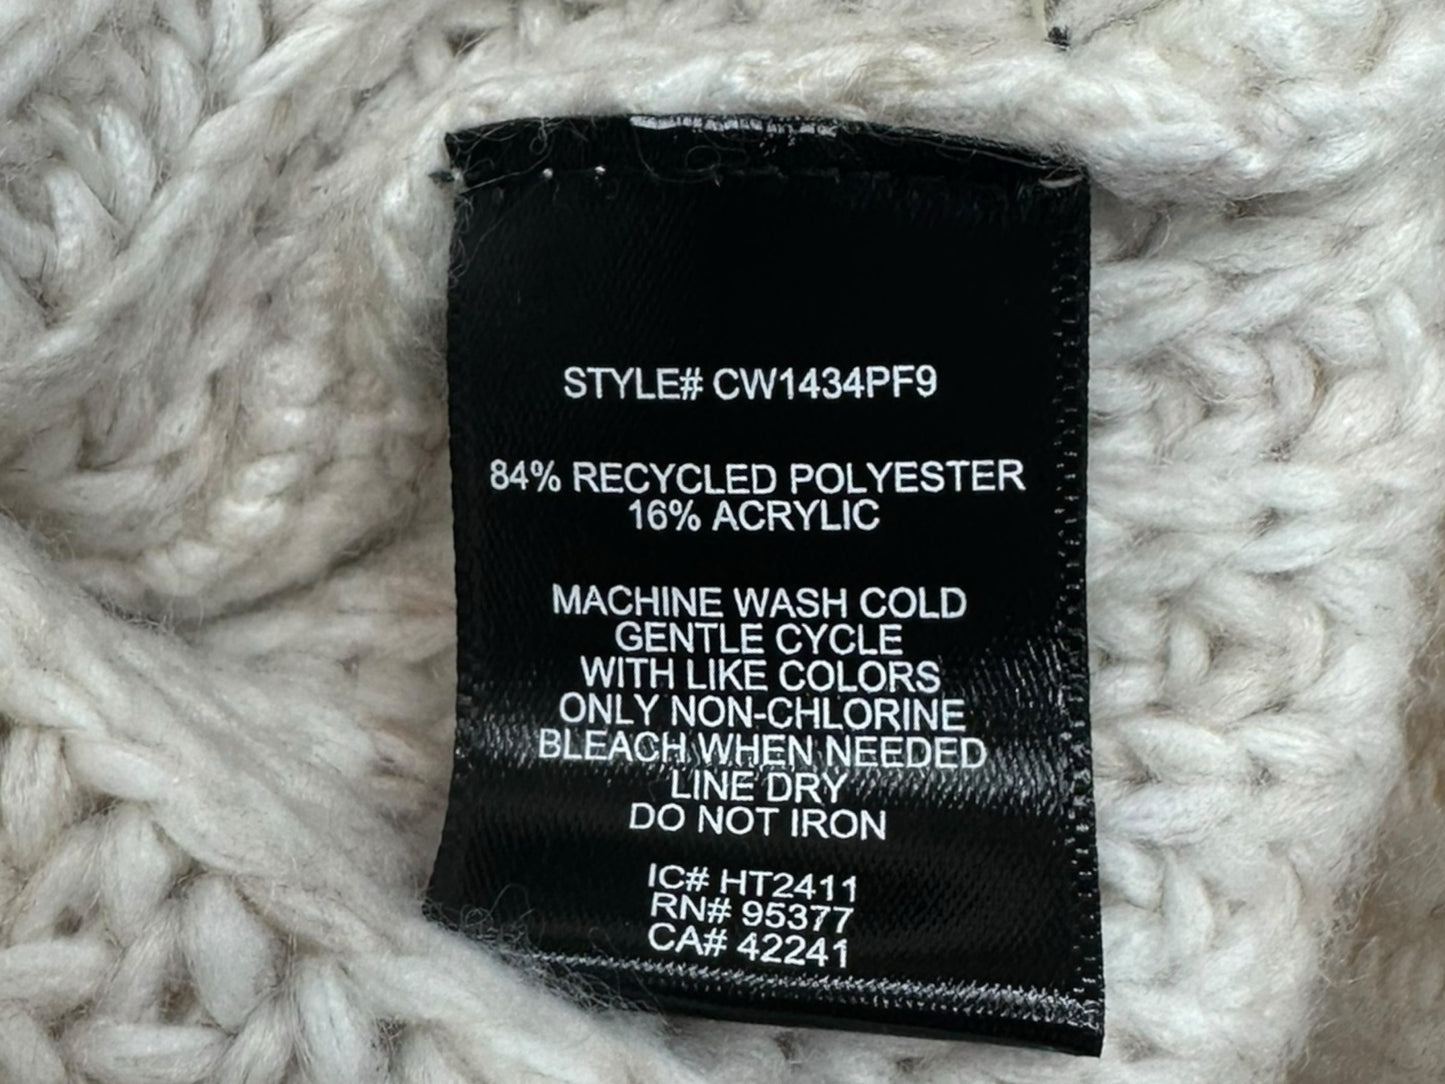 STYLE# CW1434PF9
84% RECYCLED POLYESTER
16% ACRYLIC
MACHINE WASH COLD
GENTLE CYCLE
WITH LIKE COLORS
ONLY NON-CHLORINE
BLEACH WHEN NEEDED
LINE DRY
DO NOT IRON
IC# HT2411
RN# 95377
CA# 42241